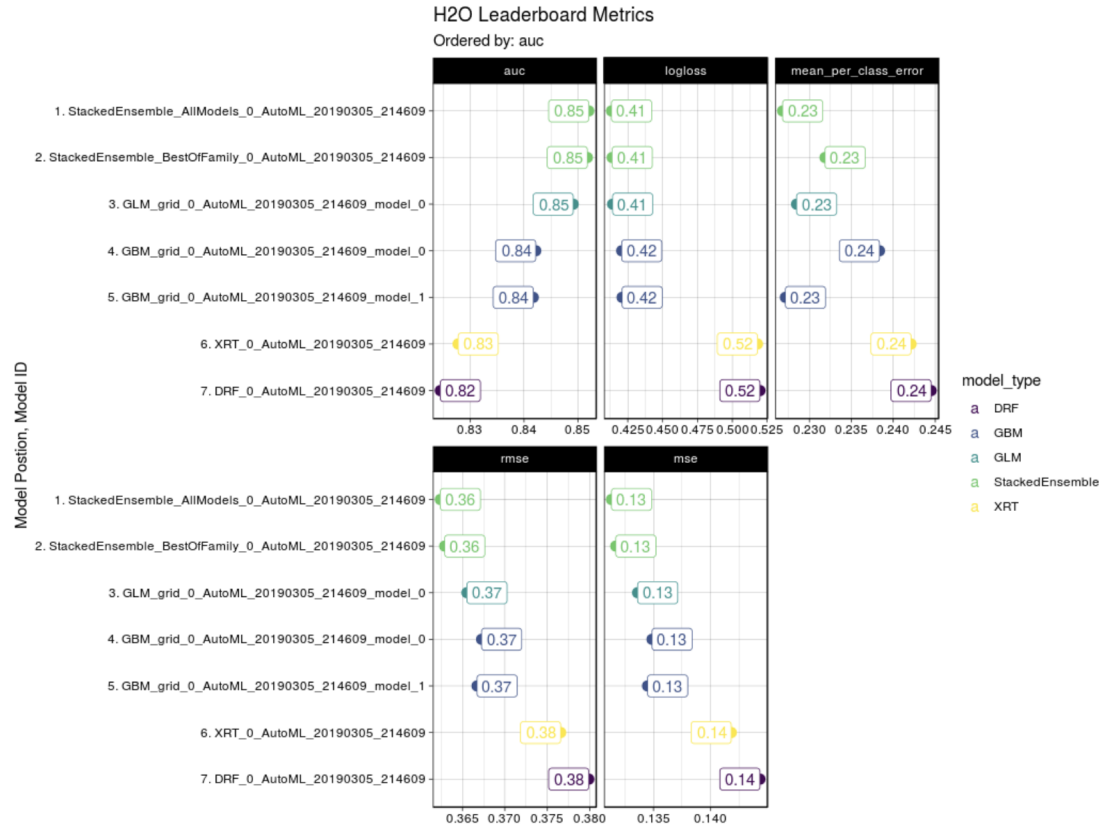 H2O Leaderboard Metrics
Ordered by: auc
auc logloss mean_per_class_error
1. StackedEnsemble_AllModels_0_AutoML_20190305_214609 0.85 0.41 0.23
2. StackedEnsemble_BestOfFamily_0_AutoML_20190305_214609 0.85 0.41 0.23
3. GLM_grid_0_AutoML_20190305_214609_model_0 0.85 0.41 0.23
4. GBM_grid_0_AutoML_20190305_214609_model_0 0.84 0.42 0.24
5. GBM_grid_0_AutoML_20190305_214609_model_1 0.84 0.42 0.23
6. XRT_0_AutoML_20190305_214609 0.83 0.52 0.24
7. DRF_0_AutoML_20190305_214609 0.82 0.52 0.24
0.83 0.84 0.85 0.425 0.450 0.475 0.500 0.525 0.230 0.235 0.240 0.245
Model Postion, Model ID
rmse mse
1. StackedEnsemble_AllModels_0_AutoML_20190305_214609 0.36 0.13
2. StackedEnsemble_BestOfFamily_0_AutoML_20190305_214609 0.36 0.13
3. GLM_grid_0_AutoML_20190305_214609_model_0 0.37 0.13
4. GBM_grid_0_AutoML_20190305_214609_model_0 0.37 0.13
5. GBM_grid_0_AutoML_20190305_214609_model_1 0.37 0.13
6. XRT_0_AutoML_20190305_214609 0.38 0.14
7. DRF_0_AutoML_20190305_214609 0.38 0.14
0.365 0.370 0.375 0.380 0.135 0.140
model_type
a DRF
a GBM
a GLM
a StackedEnsemble
a XRT